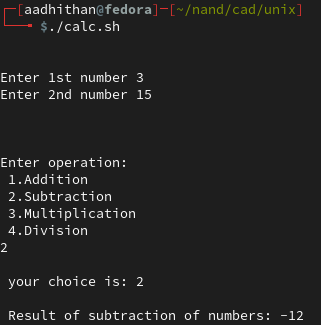 [aadhithan@fedora]-[~/nand/cad/unix]
$./calc.sh
Enter 1st number 3
Enter 2nd number 15
Enter operation:
1.Addition
2.Subtraction
3.Multiplication
4.Division
2
your choice is: 2
Result of subtraction of numbers: -12